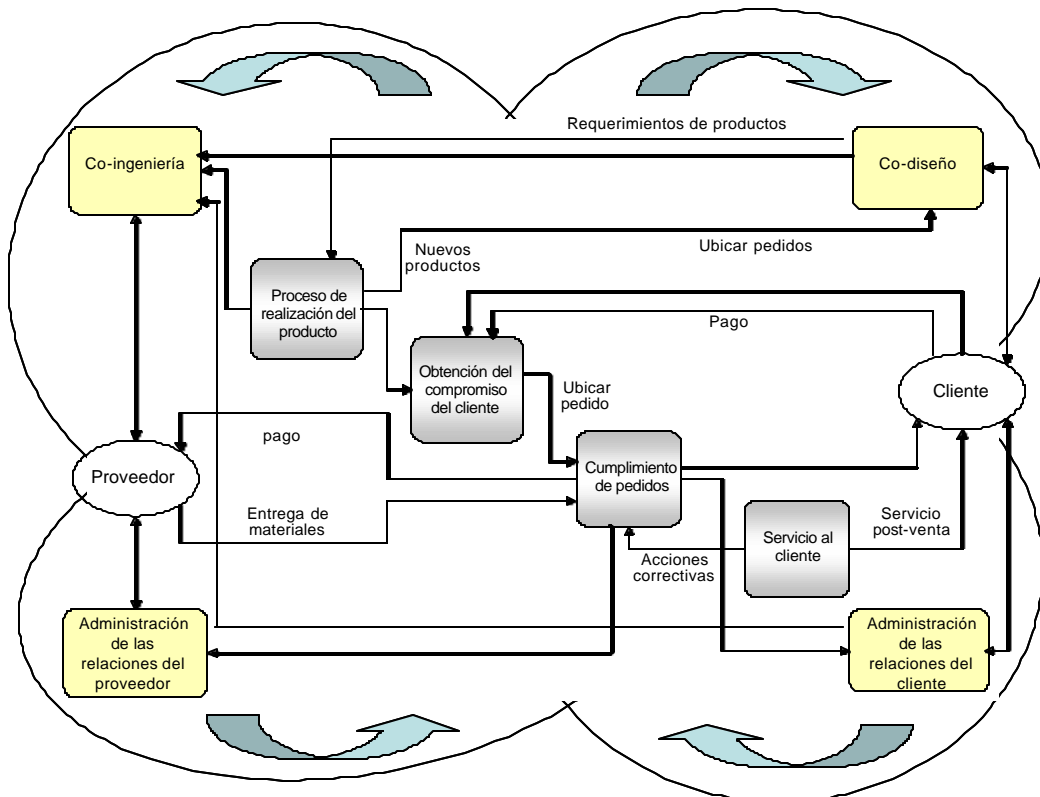 Requerimientos de productos
Co-ingeniería
Co-diseño
Nuevos
productos
Ubicar pedidos
Proceso de
realización del
producto
Pago
Obtención del
compromiso
del cliente
Ubicar
pedido
Cliente
pago
Proveedor
Cumplimiento
de pedidos
Entrega de
materiales
Servicio al
cliente
Servicio
post-venta
Acciones
correctivas
Administración
de las
relaciones del
proveedor
Administración
de las
relaciones del
cliente